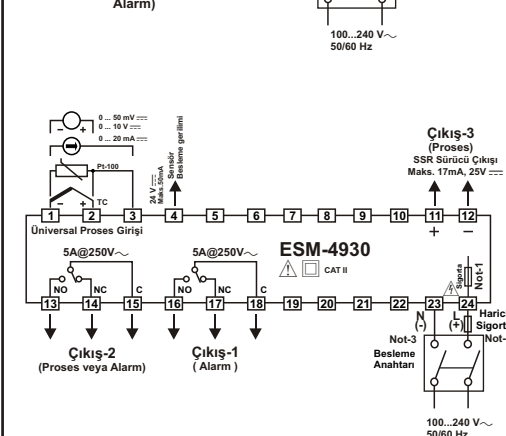 Alarm)
100...240 V
50/60 Hz
0 ... 50 mV
0 ... 10 V
0 ... 20 mA
Pt-100
TC
24 V
Maks.50mA
Sensör
Besleme gerilimi
Çıkış-3
(Proses)
SSR Sürücü Çıkışı
Maks. 17mA, 25V
1 2 3 4 5 6 7 8 9 10 11 12
Üniversal Proses Girişi
5A@250V
5A@250V
ESM-4930
CAT II
Sigorta
Not-1
NO NC C NO NC C
13 14 15 16 17 18 19 20 21 22 23 24
Çıkış-2
(Proses veya Alarm)
Çıkış-1
( Alarm )
N
(-)
L
(+)
Harici
Sigort
Not-
Not-3
Besleme
Anahtarı
100...240 V
50/60 Hz